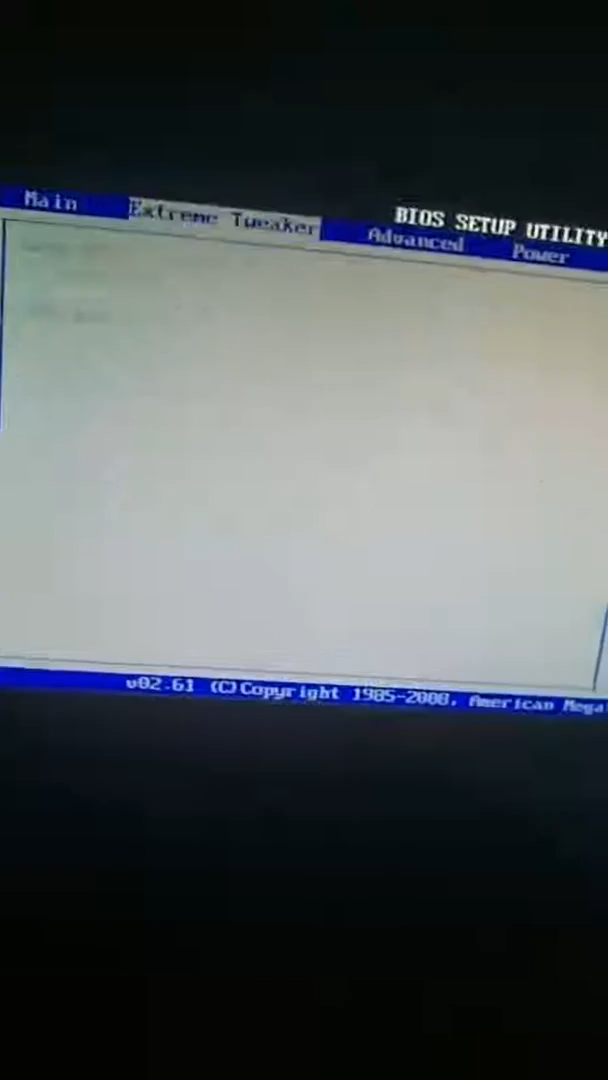 BIOS SETUP UTILITY
Main Extreme Tweaker Advanced Power
v02.61 (C)Copyright 1985-2008, American Mega